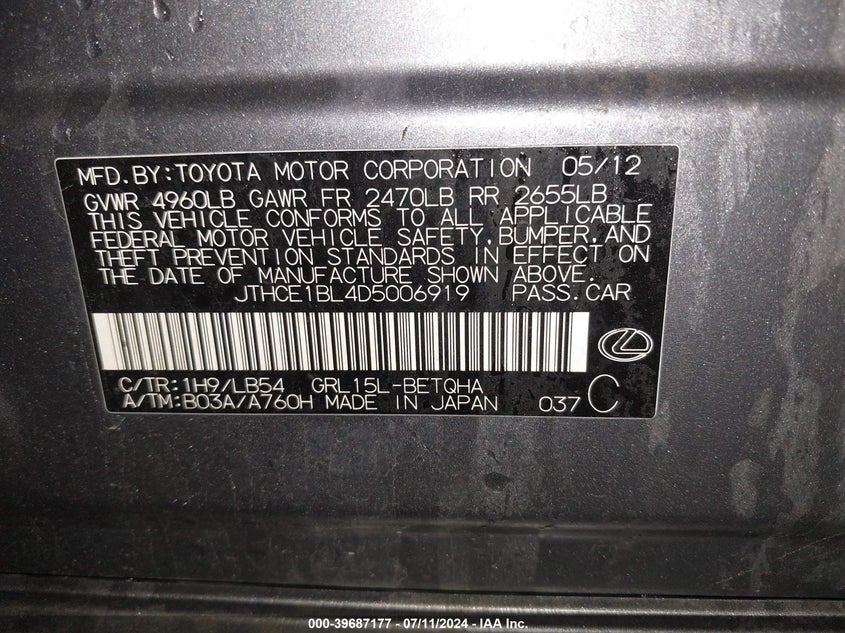 MFD.BY:TOYOTA MOTOR CORPORATION 05/12
GVWR 4960LB GAWR FR 2470LB RR 2655LB
THIS VEHICLE CONFORMS TO ALL APPLICABLE
FEDERAL MOTOR VEHICLE SAFETY,BUMPER,AND
THEFT PREVENTION STANDARDS IN EFFECT ON
THE DATE OF MANUFACTURE SHOWN ABOVE.
JTHCE1BL4D5006919 PASS.CAR
C/TR:1H9/LB54 GRL15L-BETQHA
A/TM:B03A/A760H MADE IN JAPAN 037 C
000-39687177 - 07/11/2024 - IAA Inc.